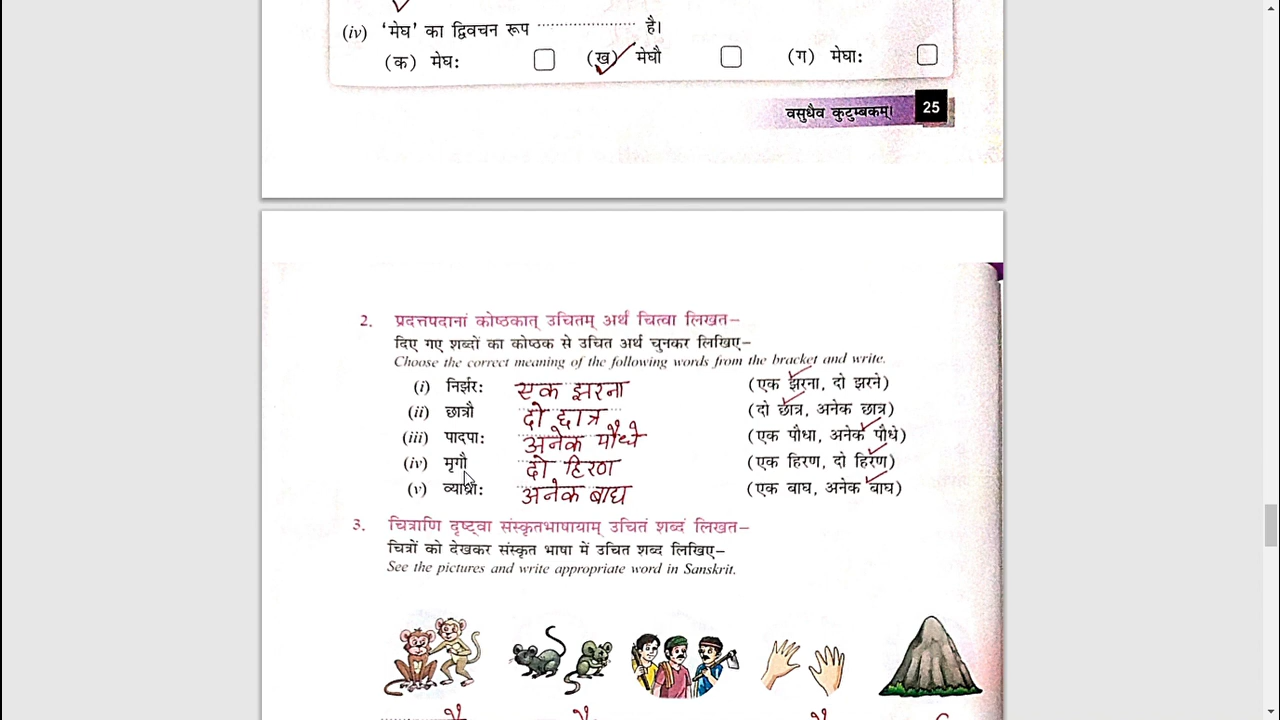 (iv) ‘मेघ’ का द्विवचन रूप ...................... है।
(क) मेघः (ख) मेघौ (ग) मेघाः
वसुधैव कुटुम्बकम्। 25
2. प्रदत्तपदानां कोष्ठकात् उचितम् अर्थं चित्वा लिखत–
दिए गए शब्दों का कोष्ठक से उचित अर्थ चुनकर लिखिए–
Choose the correct meaning of the following words from the bracket and write.
(i) निर्झरः एक झरना (एक झरना, दो झरने)
(ii) छात्रौ दो छात्र (दो छात्र, अनेक छात्र)
(iii) पादपाः अनेक पौधे (एक पौधा, अनेक पौधे)
(iv) मृगौ दो हिरण (एक हिरण, दो हिरण)
(v) व्याघ्राः अनेक बाघ (एक बाघ, अनेक बाघ)
3. चित्राणि दृष्ट्वा संस्कृतभाषायाम् उचितं शब्दं लिखत–
चित्रों को देखकर संस्कृत भाषा में उचित शब्द लिखिए–
See the pictures and write appropriate word in Sanskrit.